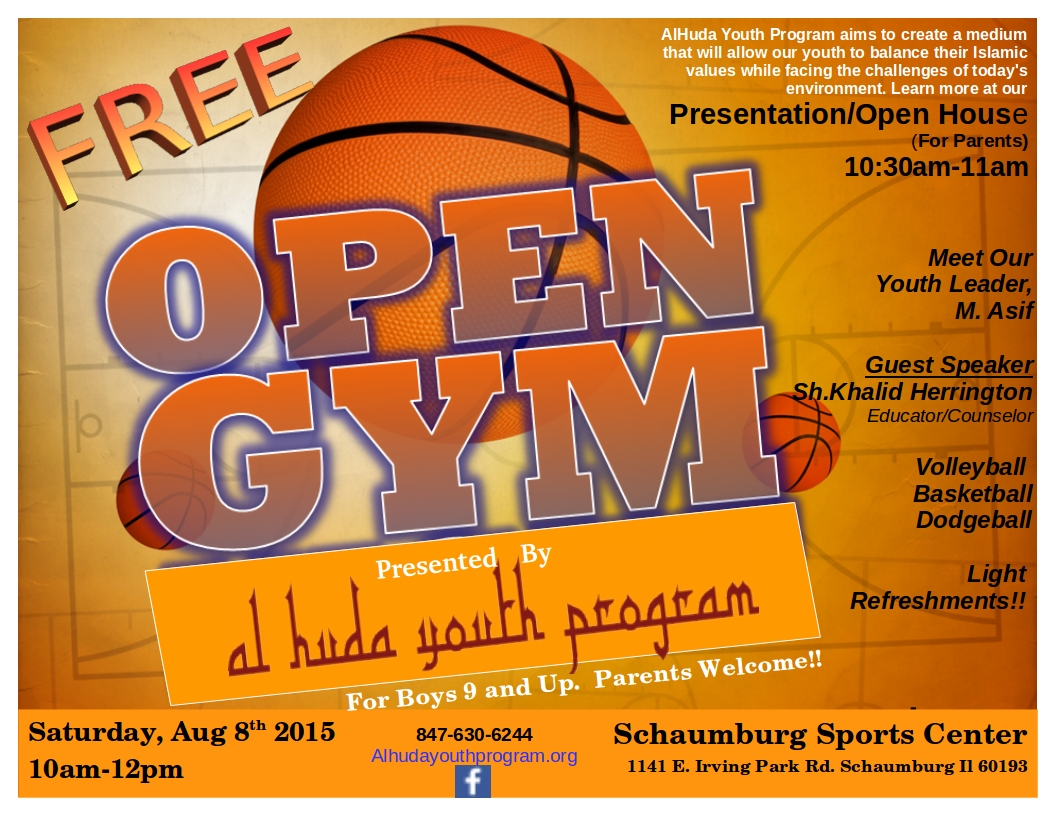 FREE
AlHuda Youth Program aims to create a medium
that will allow our youth to balance their Islamic
values while facing the challenges of today's
environment. Learn more at our
Presentation/Open House
(For Parents)
10:30am-11am
OPEN
GYM
Meet Our
Youth Leader,
M. Asif
Guest Speaker
Sh.Khalid Herrington
Educator/Counselor
Volleyball
Basketball
Dodgeball
Light
Refreshments!!
Presented By
al huda youth program
For Boys 9 and Up. Parents Welcome!!
Saturday, Aug 8th 2015
10am-12pm
847-630-6244
Alhudayouthprogram.org
f
Schaumburg Sports Center
1141 E. Irving Park Rd. Schaumburg Il 60193